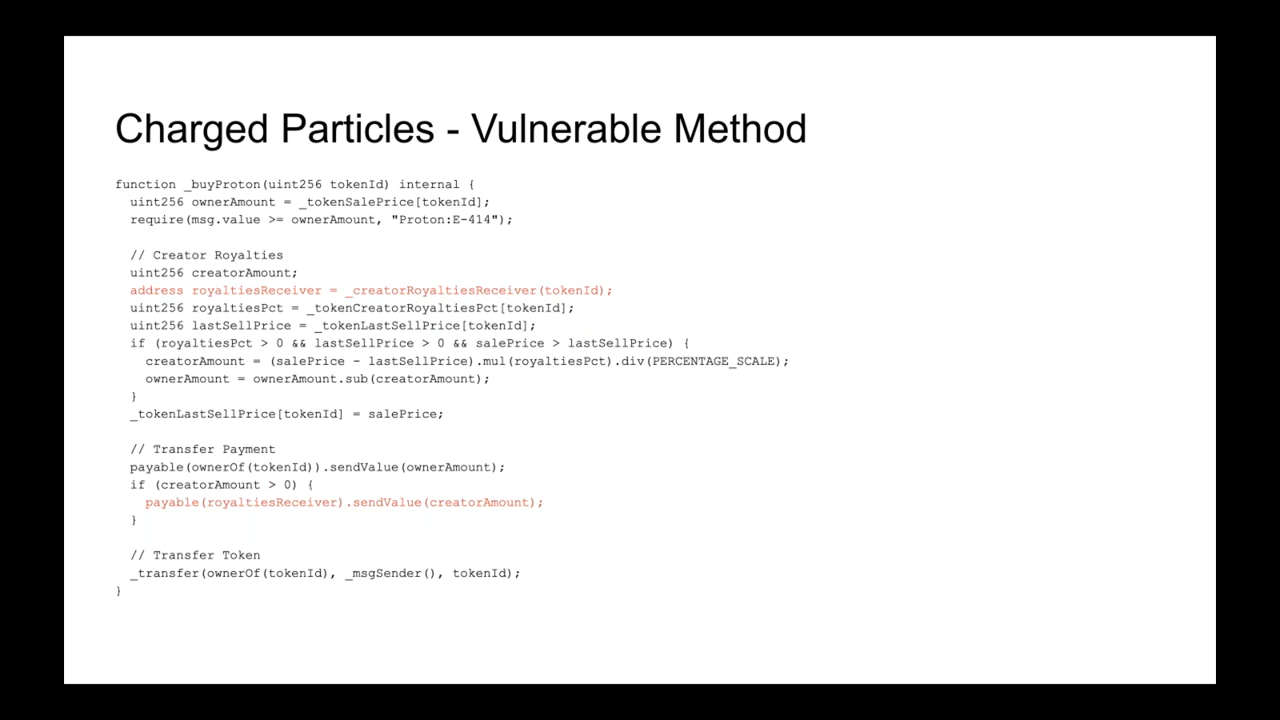 Charged Particles - Vulnerable Method
function _buyProton(uint256 tokenId) internal {
uint256 ownerAmount = _tokenSalePrice[tokenId];
require(msg.value >= ownerAmount, "Proton:E-414");
// Creator Royalties
uint256 creatorAmount;
address royaltiesReceiver = _creatorRoyaltiesReceiver(tokenId);
uint256 royaltiesPct = _tokenCreatorRoyaltiesPct[tokenId];
uint256 lastSellPrice = _tokenLastSellPrice[tokenId];
if (royaltiesPct > 0 && lastSellPrice > 0 && salePrice > lastSellPrice) {
creatorAmount = (salePrice - lastSellPrice).mul(royaltiesPct).div(PERCENTAGE_SCALE);
ownerAmount = ownerAmount.sub(creatorAmount);
}
_tokenLastSellPrice[tokenId] = salePrice;
// Transfer Payment
payable(ownerOf(tokenId)).sendValue(ownerAmount);
if (creatorAmount > 0) {
payable(royaltiesReceiver).sendValue(creatorAmount);
}
// Transfer Token
_transfer(ownerOf(tokenId), _msgSender(), tokenId);
}